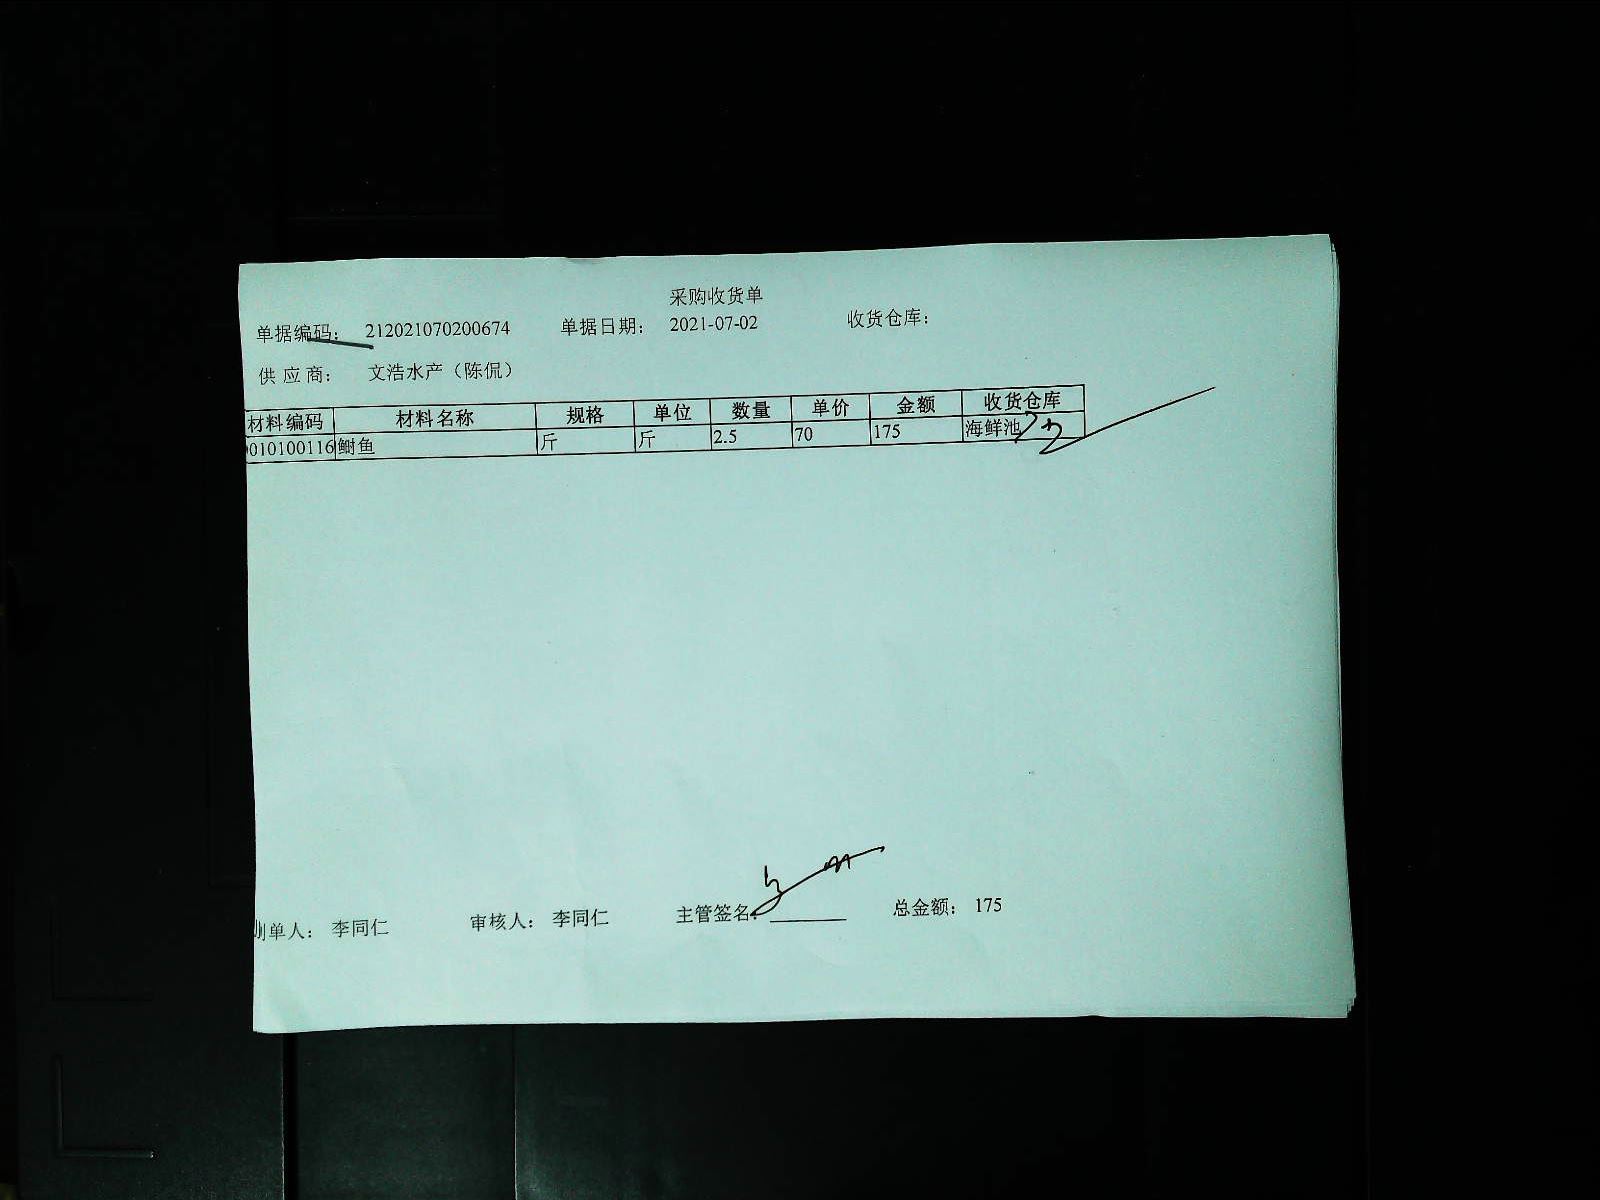 采购收货单
单据编码： 212021070200674 单据日期： 2021-07-02 收货仓库：
供应商： 文浩水产（陈侃）
材料编码 材料名称 规格 单位 数量 单价 金额 收货仓库
010100116 鲥鱼 斤 斤 2.5 70 175 海鲜池
制单人： 李同仁 审核人： 李同仁 主管签名： 总金额： 175